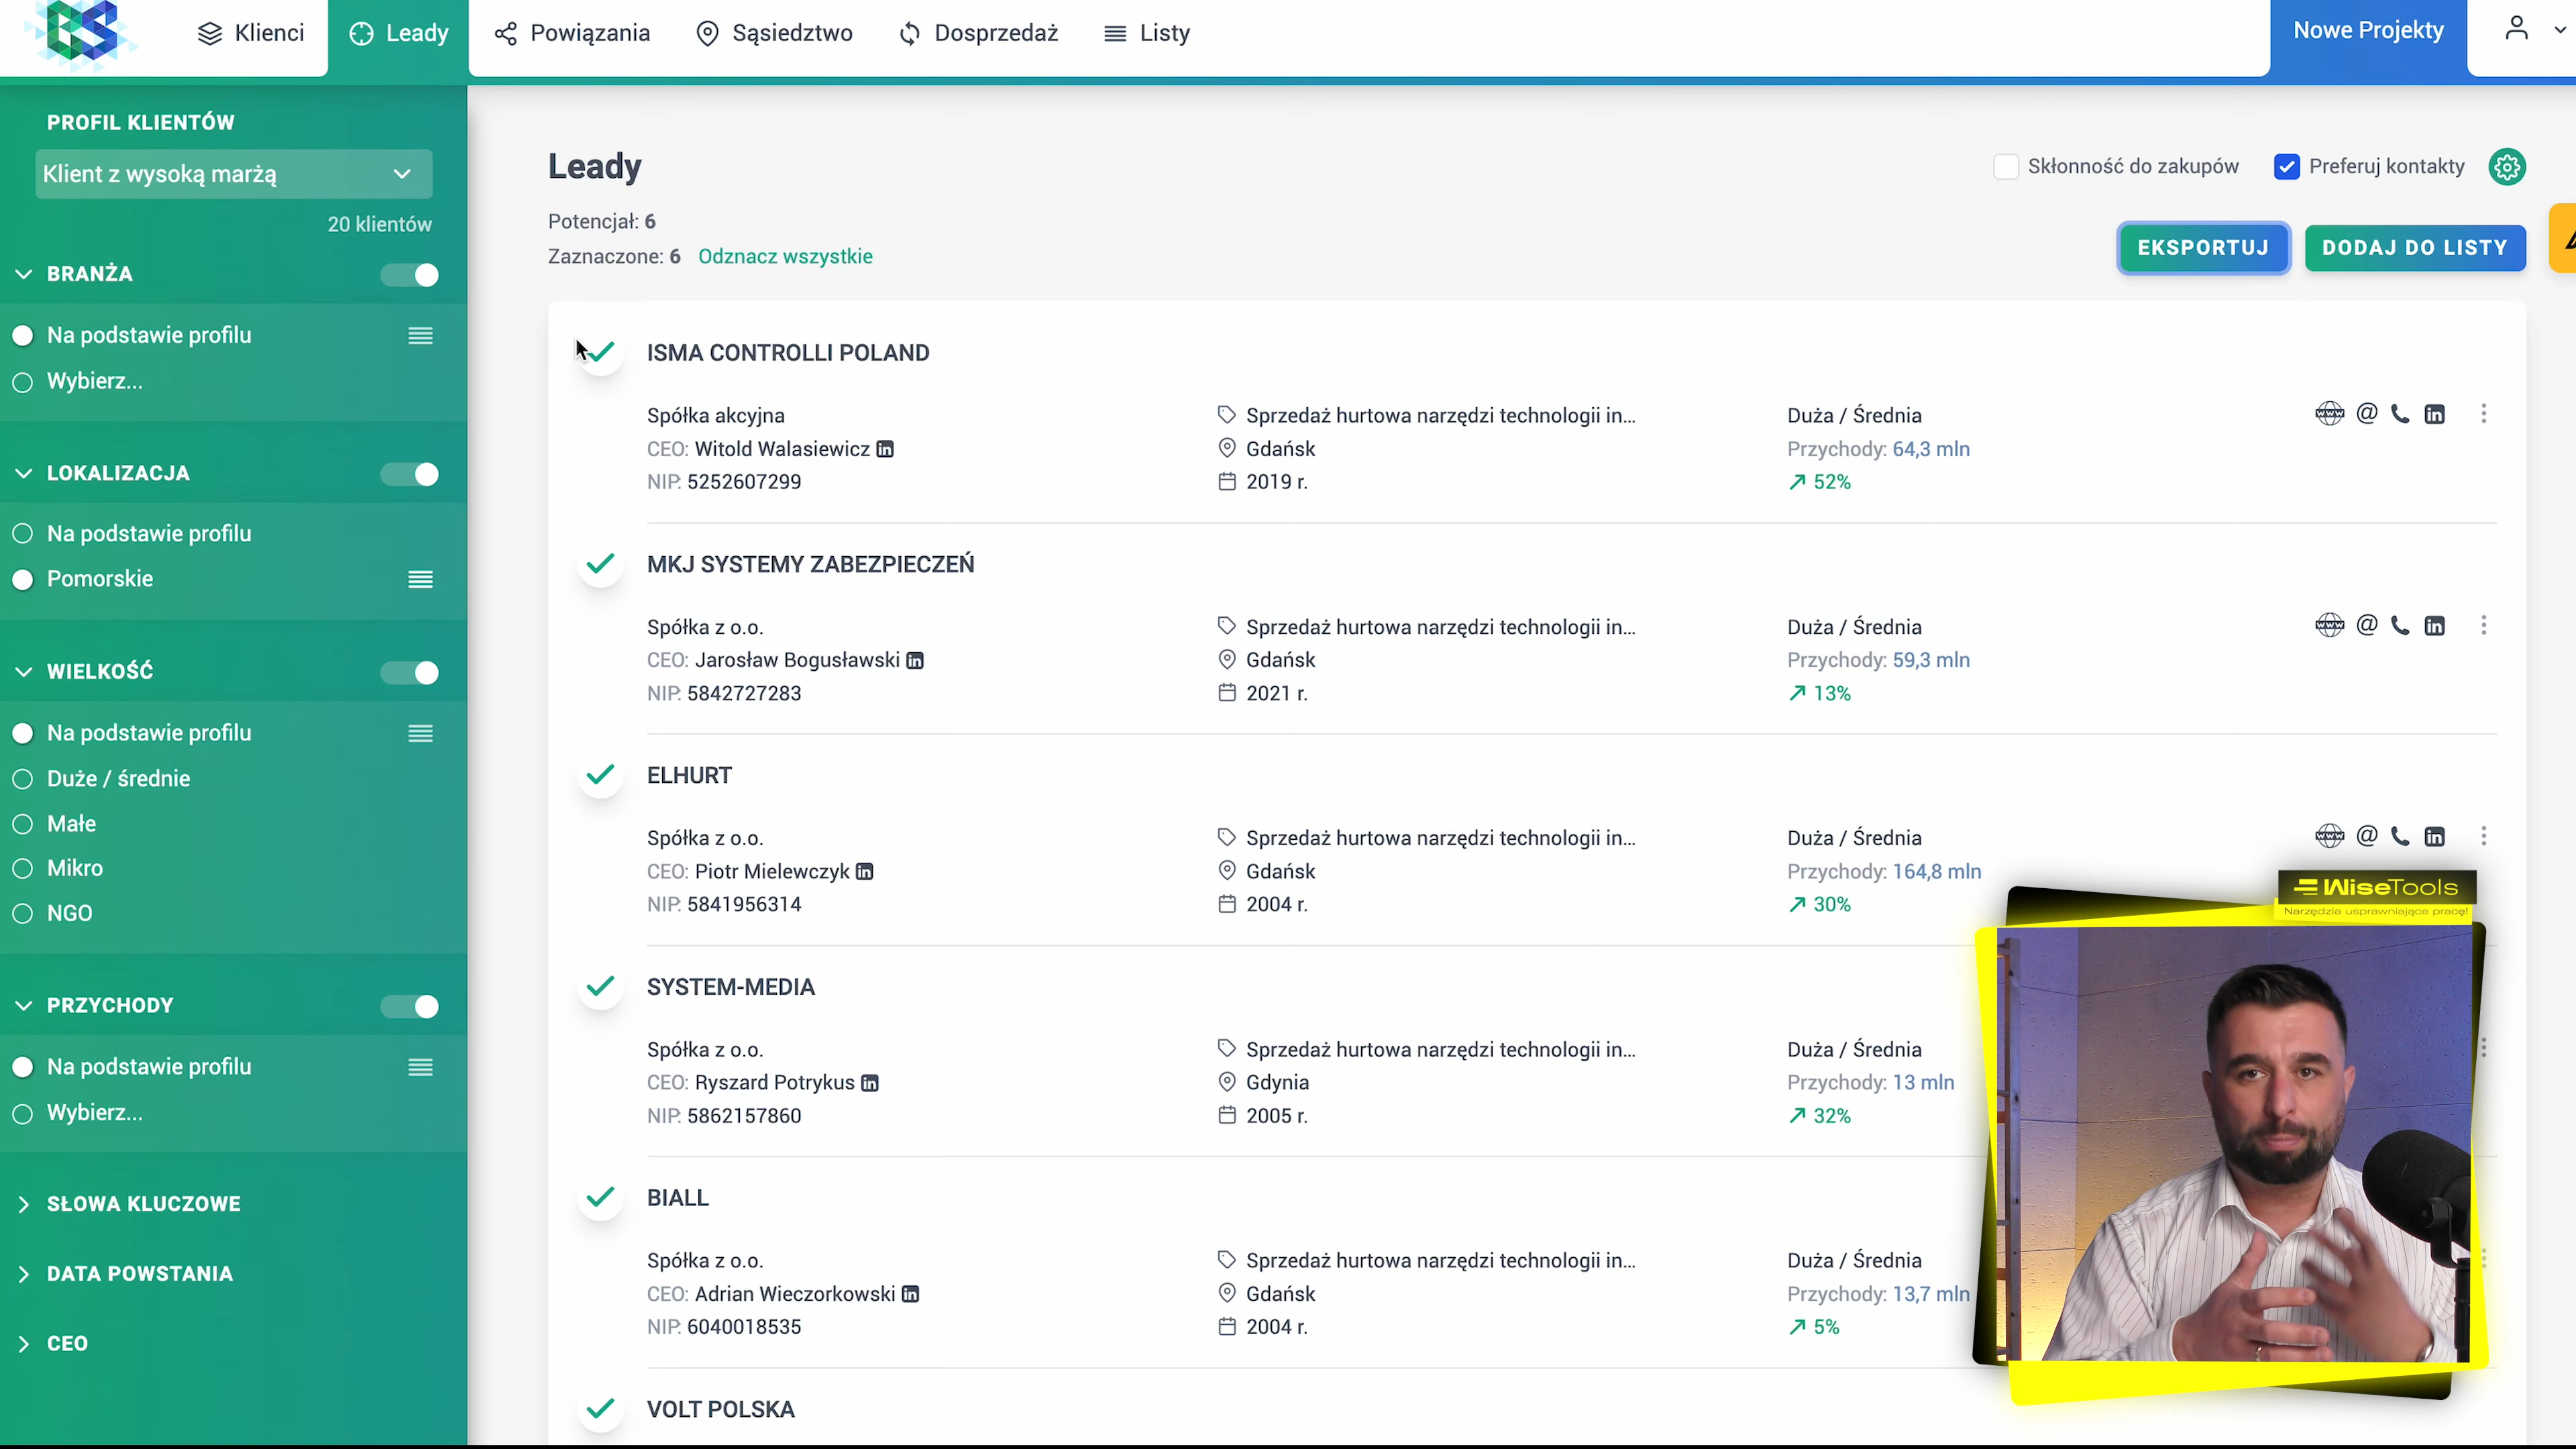 Klienci
Leady
Powiązania
Sąsiedztwo
Dosprzedaż
Listy
Nowe Projekty
PROFIL KLIENTÓW
Klient z wysoką marżą
20 klientów
BRANŻA
Na podstawie profilu
Wybierz...
LOKALIZACJA
Na podstawie profilu
Pomorskie
WIELKOŚĆ
Na podstawie profilu
Duże / średnie
Małe
Mikro
NGO
PRZYCHODY
Na podstawie profilu
Wybierz...
SŁOWA KLUCZOWE
DATA POWSTANIA
CEO
Leady
Potencjał: 6
Zaznaczone: 6 Odznacz wszystkie
Skłonność do zakupów
Preferuj kontakty
EKSPORTUJ
DODAJ DO LISTY
ISMA CONTROLLI POLAND
Spółka akcyjna
CEO: Witold Walasiewicz
NIP: 5252607299
Sprzedaż hurtowa narzędzi technologii in...
Gdańsk
2019 r.
Duża / Średnia
Przychody: 64,3 mln
52%
MKJ SYSTEMY ZABEZPIECZEŃ
Spółka z o.o.
CEO: Jarosław Bogusławski
NIP: 5842727283
Sprzedaż hurtowa narzędzi technologii in...
Gdańsk
2021 r.
Duża / Średnia
Przychody: 59,3 mln
13%
ELHURT
Spółka z o.o.
CEO: Piotr Mielewczyk
NIP: 5841956314
Sprzedaż hurtowa narzędzi technologii in...
Gdańsk
2004 r.
Duża / Średnia
Przychody: 164,8 mln
30%
SYSTEM-MEDIA
Spółka z o.o.
CEO: Ryszard Potrykus
NIP: 5862157860
Sprzedaż hurtowa narzędzi technologii in...
Gdynia
2005 r.
Duża / Średnia
Przychody: 13 mln
32%
BIALL
Spółka z o.o.
CEO: Adrian Wieczorkowski
NIP: 6040018535
Sprzedaż hurtowa narzędzi technologii in...
Gdańsk
2004 r.
Duża / Średnia
Przychody: 13,7 mln
5%
VOLT POLSKA
WiseTools
Narzędzia usprawniające pracę!